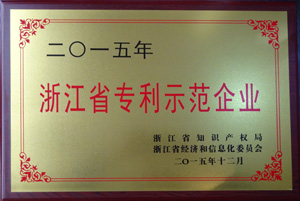 二〇一五年
浙江省专利示范企业
浙江省知识产权局
浙江省经济和信息化委员会
二〇一五年十二月